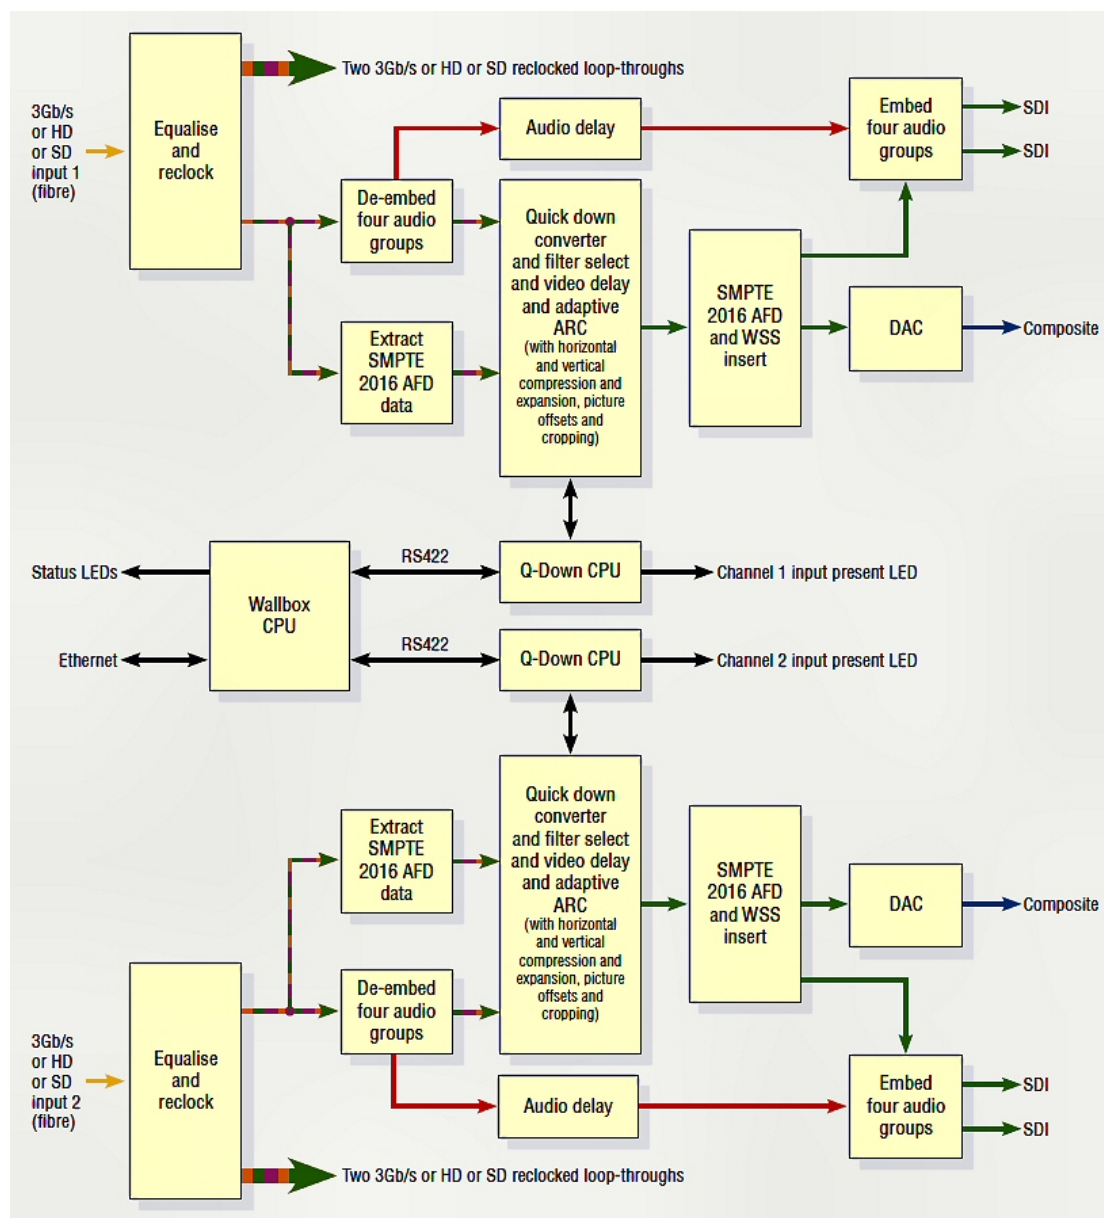 Two 3Gb/s or HD or SD reclocked loop-throughs
3Gb/s
or HD
or SD
input 1
(fibre)
Equalise
and
reclock
Audio delay
Embed
four audio
groups
SDI
SDI
De-embed
four audio
groups
Quick down
converter
and filter select
and video delay
and adaptive
ARC
(with horizontal
and vertical
compression and
expansion, picture
offsets and
cropping)
SMPTE
2016 AFD
and WSS
insert
DAC
Composite
Extract
SMPTE
2016 AFD
data
Status LEDs
Ethernet
Wallbox
CPU
RS422
Q-Down CPU
Channel 1 input present LED
RS422
Q-Down CPU
Channel 2 input present LED
Extract
SMPTE
2016 AFD
data
Quick down
converter
and filter select
and video delay
and adaptive
ARC
(with horizontal
and vertical
compression and
expansion, picture
offsets and
cropping)
SMPTE
2016 AFD
and WSS
insert
DAC
Composite
De-embed
four audio
groups
3Gb/s
or HD
or SD
input 2
(fibre)
Equalise
and
reclock
Audio delay
Embed
four audio
groups
SDI
SDI
Two 3Gb/s or HD or SD reclocked loop-throughs